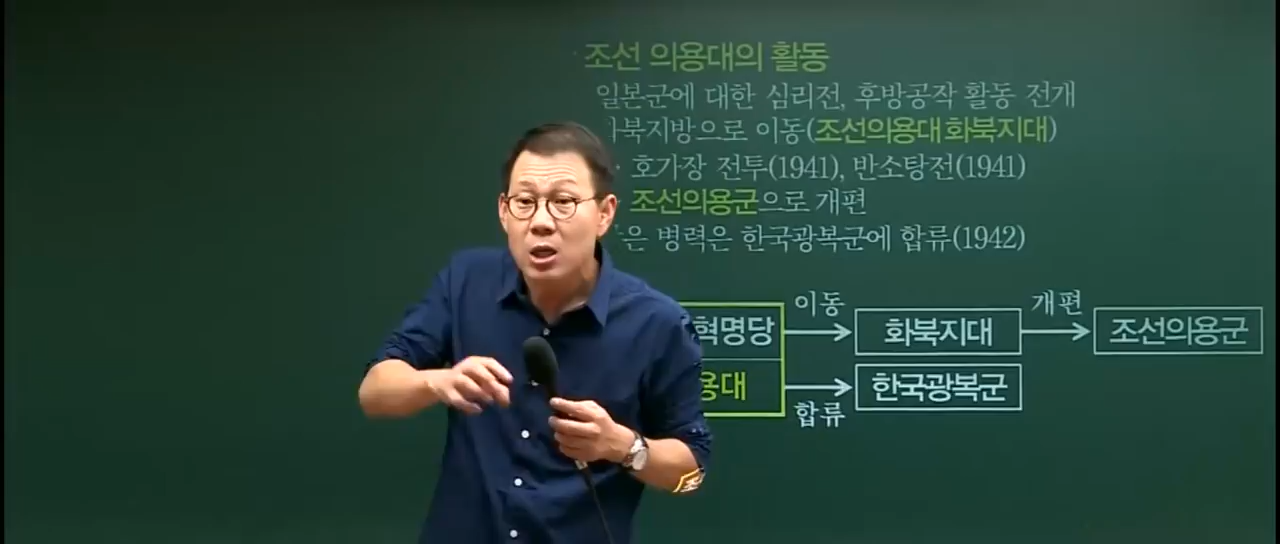 · 조선 의용대의 활동
일본군에 대한 심리전, 후방공작 활동 전개
북지방으로 이동(조선의용대 화북지대)
· 호가장 전투(1941), 반소탕전(1941)
조선의용군으로 개편
은 병력은 한국광복군에 합류(1942)
혁명당 이동 화북지대 개편 조선의용군
용대 합류 한국광복군
조